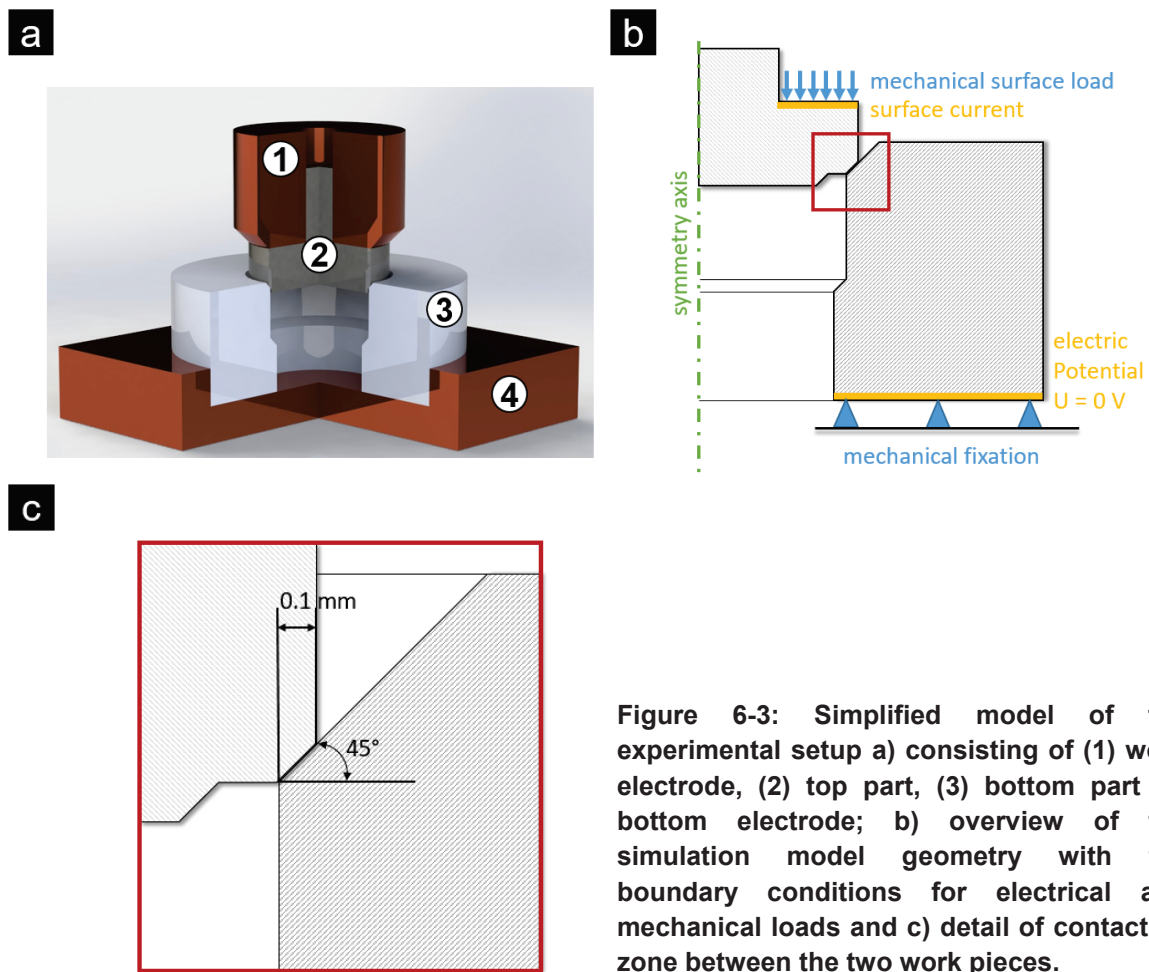 a
b
1
2
3
4
mechanical surface load
surface current
symmetry axis
electric
Potential
U = 0 V
mechanical fixation
c
0.1 mm
45°
Figure 6-3: Simplified model of
experimental setup a) consisting of (1)
electrode, (2) top part, (3) bottom part
bottom electrode; b) overview of
simulation model geometry with
boundary conditions for electrical
mechanical loads and c) detail of contact
zone between the two work pieces.